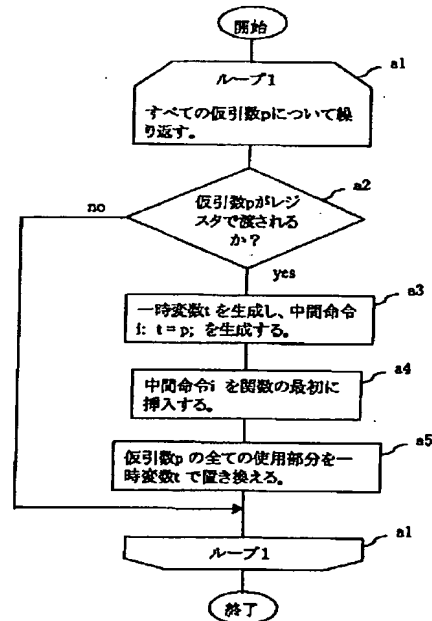 開始
a1
ループ1
すべての仮引数pについて繰
り返す。
a2
no
仮引数pがレジ
スタで渡される
か？
yes
a3
一時変数t を生成し、中間命令
i: t = p; を生成する。
a4
中間命令i を関数の最初に
挿入する。
a5
仮引数p の全ての使用部分を一
時変数t で置き換える。
a1
ループ1
終了